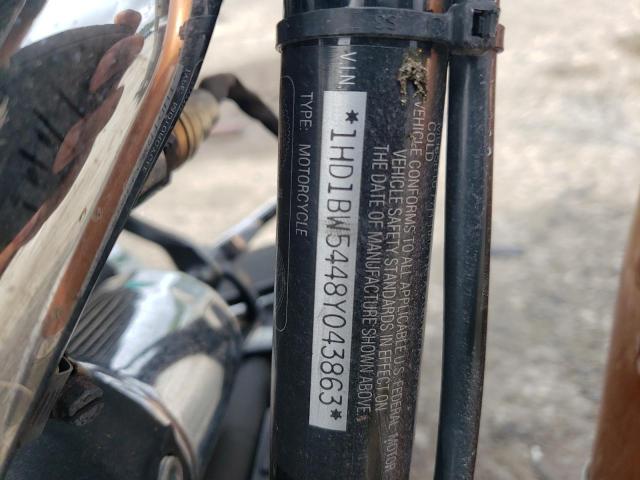 COLD
VEHICLE CONFORMS TO ALL APPLICABLE U.S. FEDERAL MOTOR
VEHICLE SAFETY STANDARDS IN EFFECT ON
THE DATE OF MANUFACTURE SHOWN ABOVE
V.I.N.
*1HD1BW5448Y043863*
TYPE: MOTORCYCLE